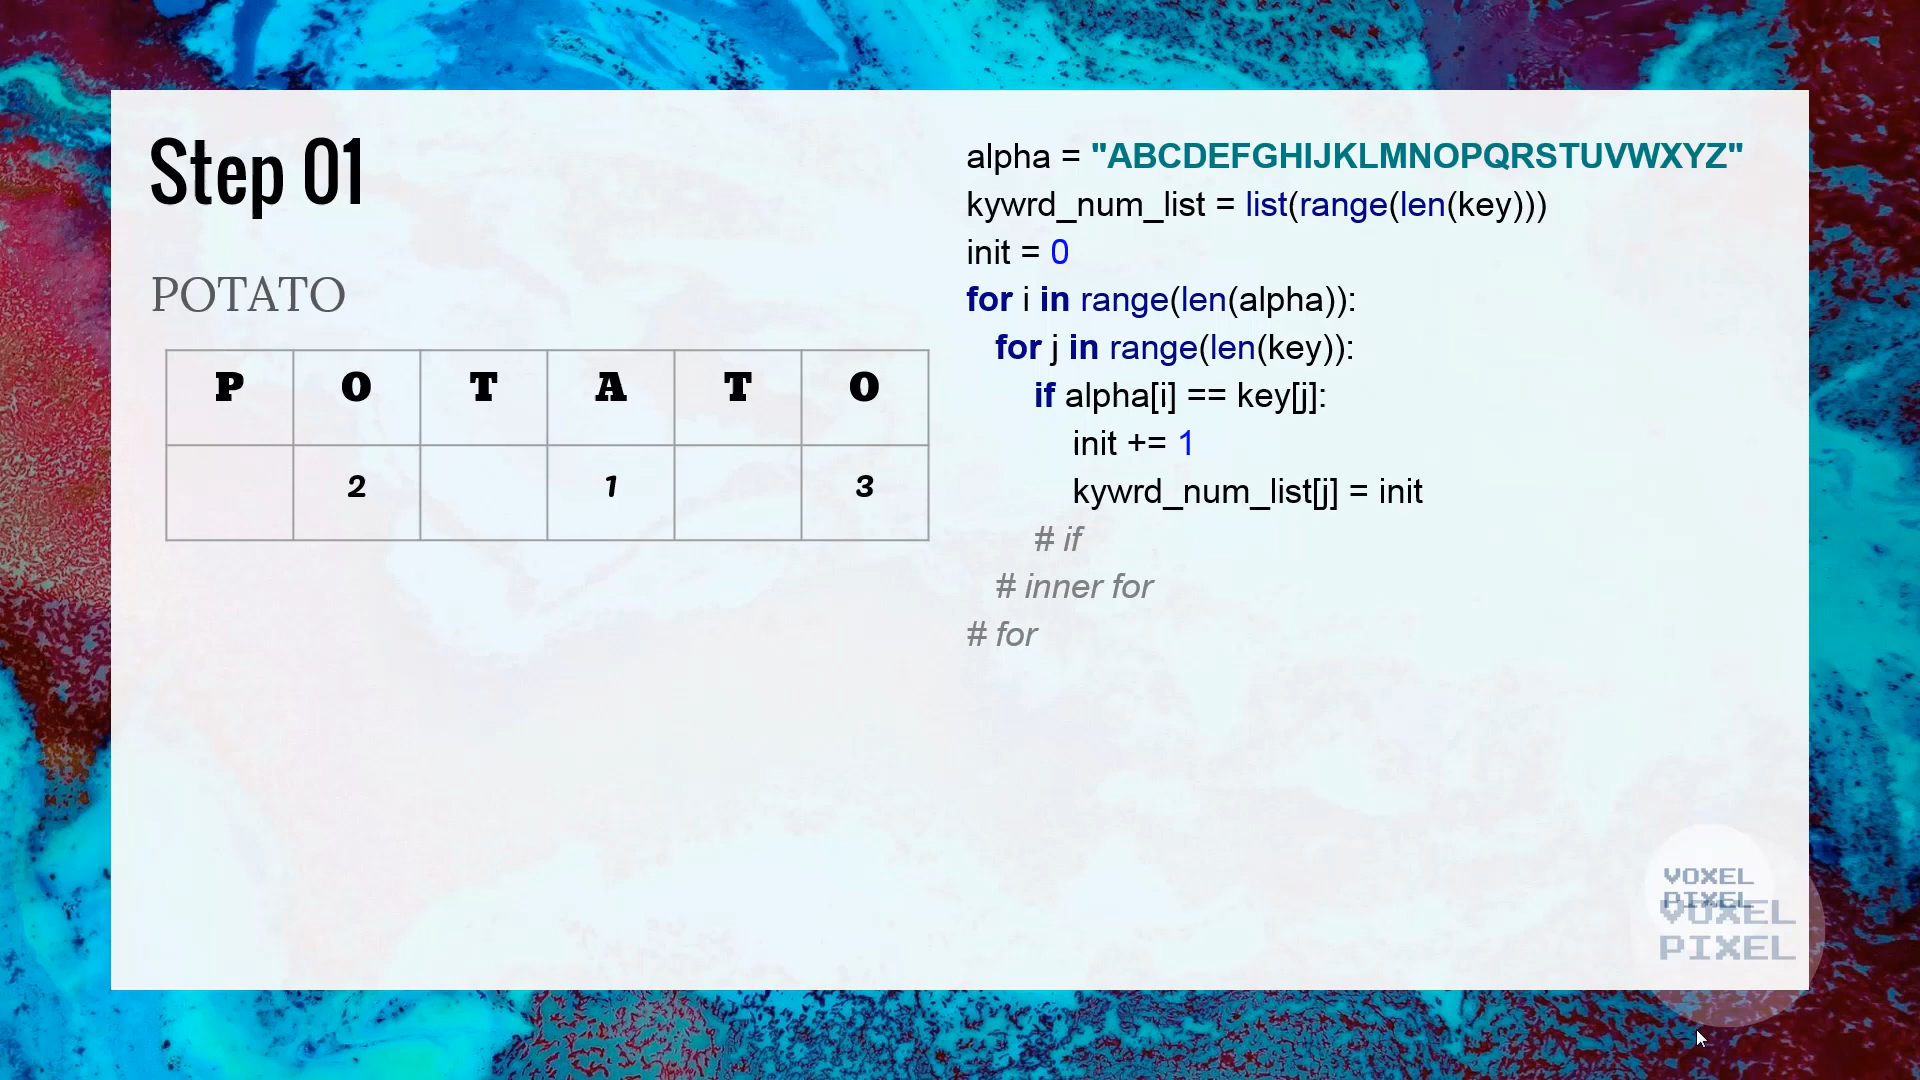 Step 01
POTATO
P O T A T O
2 1 3
alpha = "ABCDEFGHIJKLMNOPQRSTUVWXYZ"
kywrd_num_list = list(range(len(key)))
init = 0
for i in range(len(alpha)):
for j in range(len(key)):
if alpha[i] == key[j]:
init += 1
kywrd_num_list[j] = init
# if
# inner for
# for
VOXEL
PIXEL
VOXEL
PIXEL